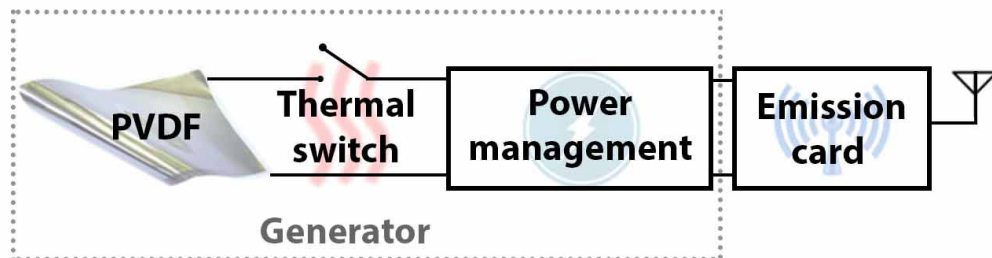 PVDF
Thermal
switch
Power
management
Emission
card
Generator